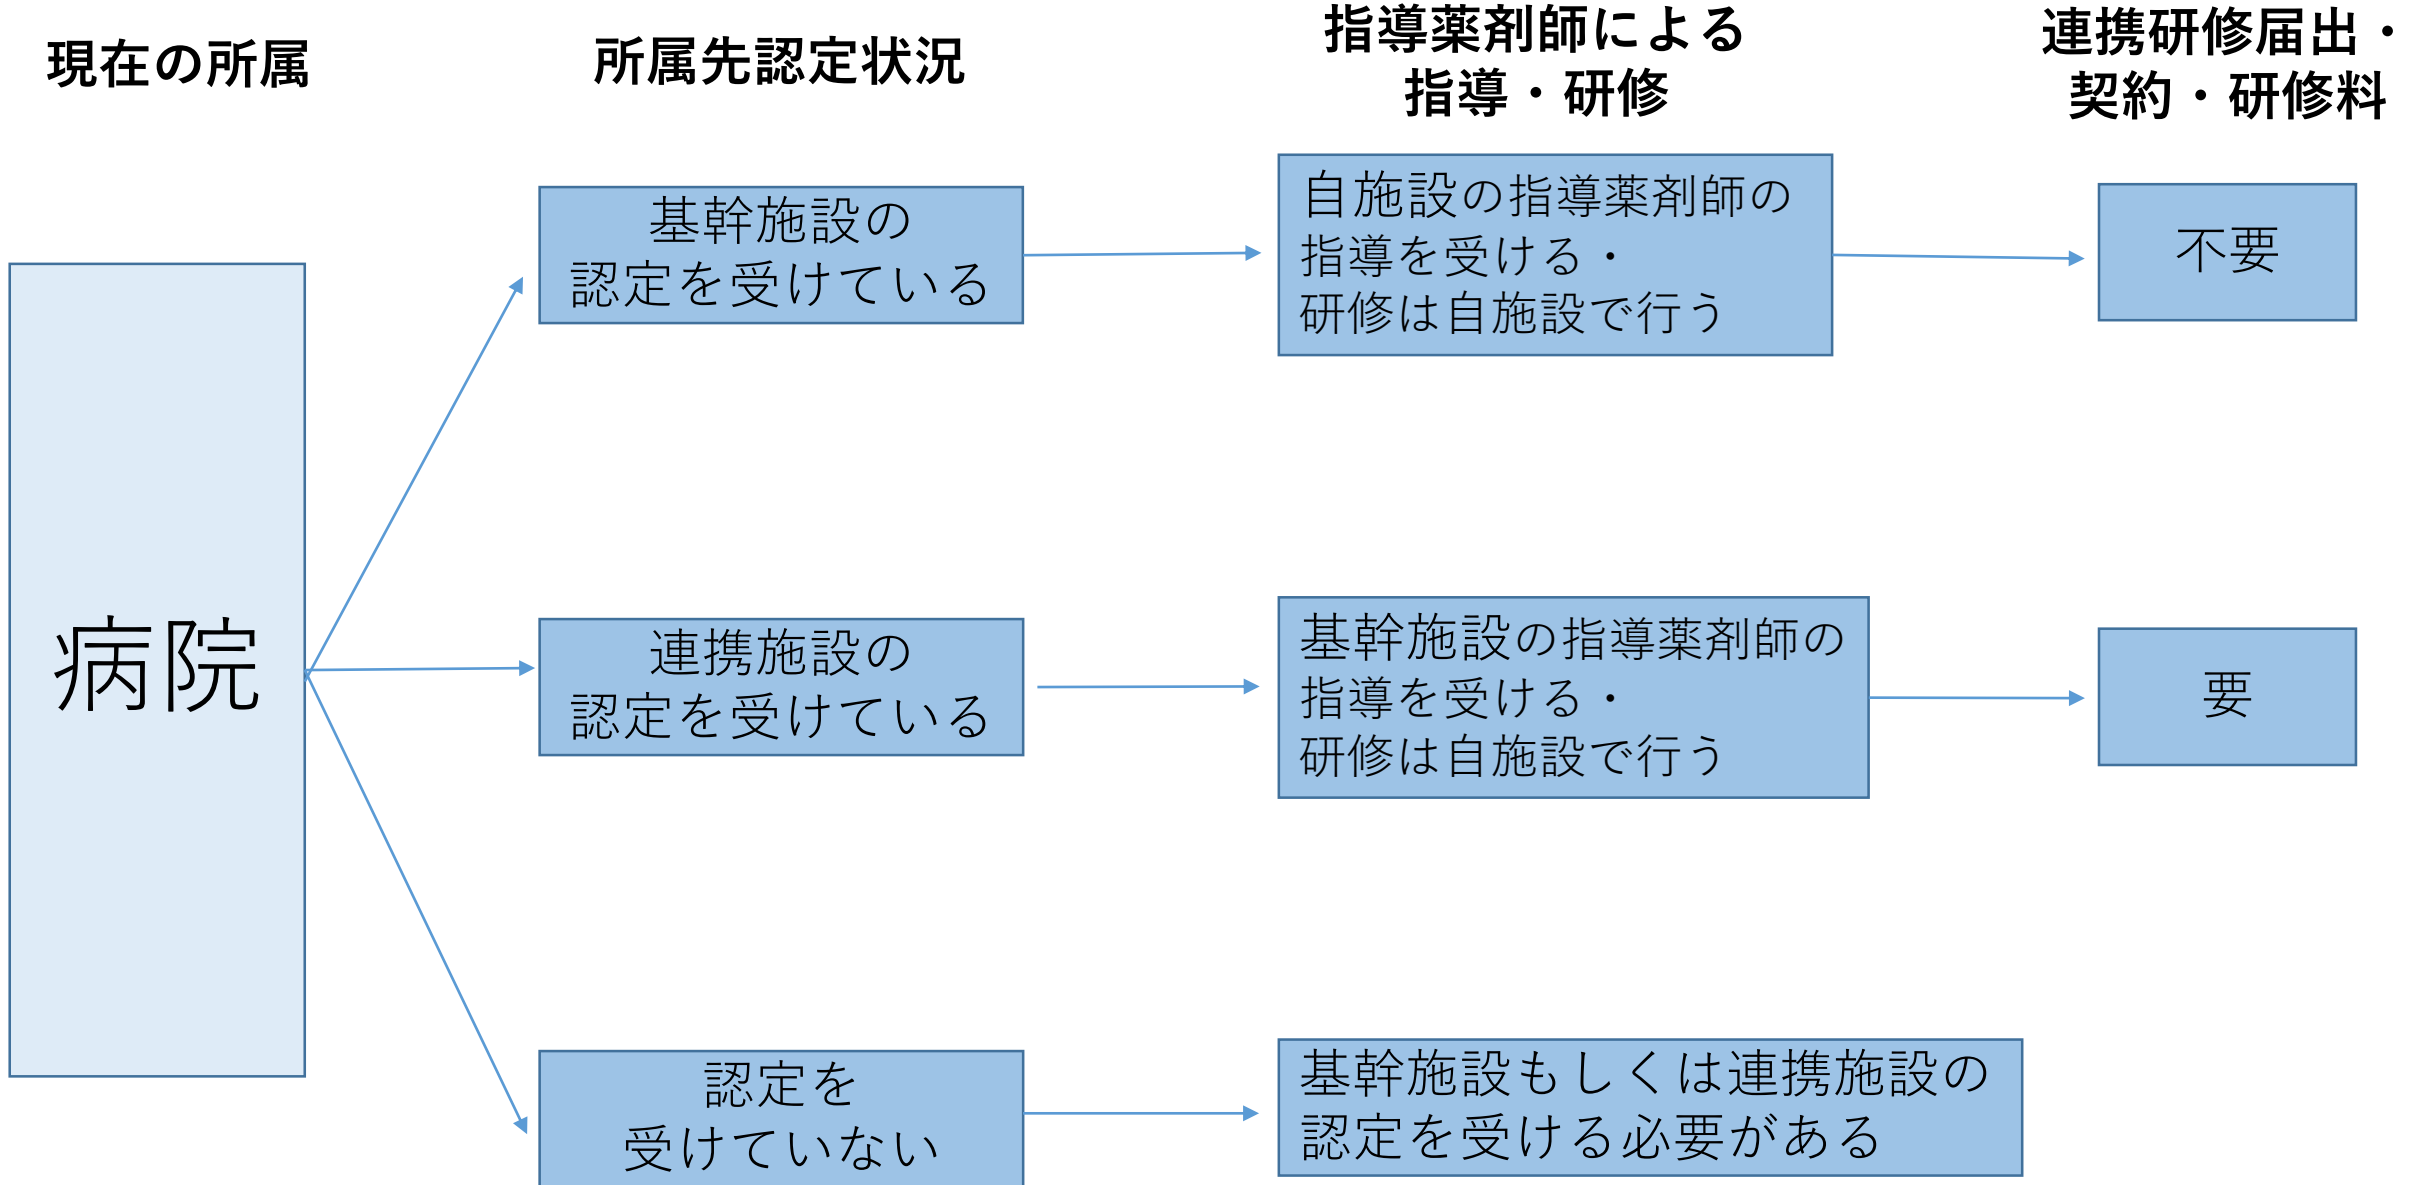 現在の所属
所属先認定状況
指導薬剤師による
指導・研修
連携研修届出・
契約・研修料
病院
基幹施設の
認定を受けている
自施設の指導薬剤師の
指導を受ける・
研修は自施設で行う
不要
連携施設の
認定を受けている
基幹施設の指導薬剤師の
指導を受ける・
研修は自施設で行う
要
認定を
受けていない
基幹施設もしくは連携施設の
認定を受ける必要がある